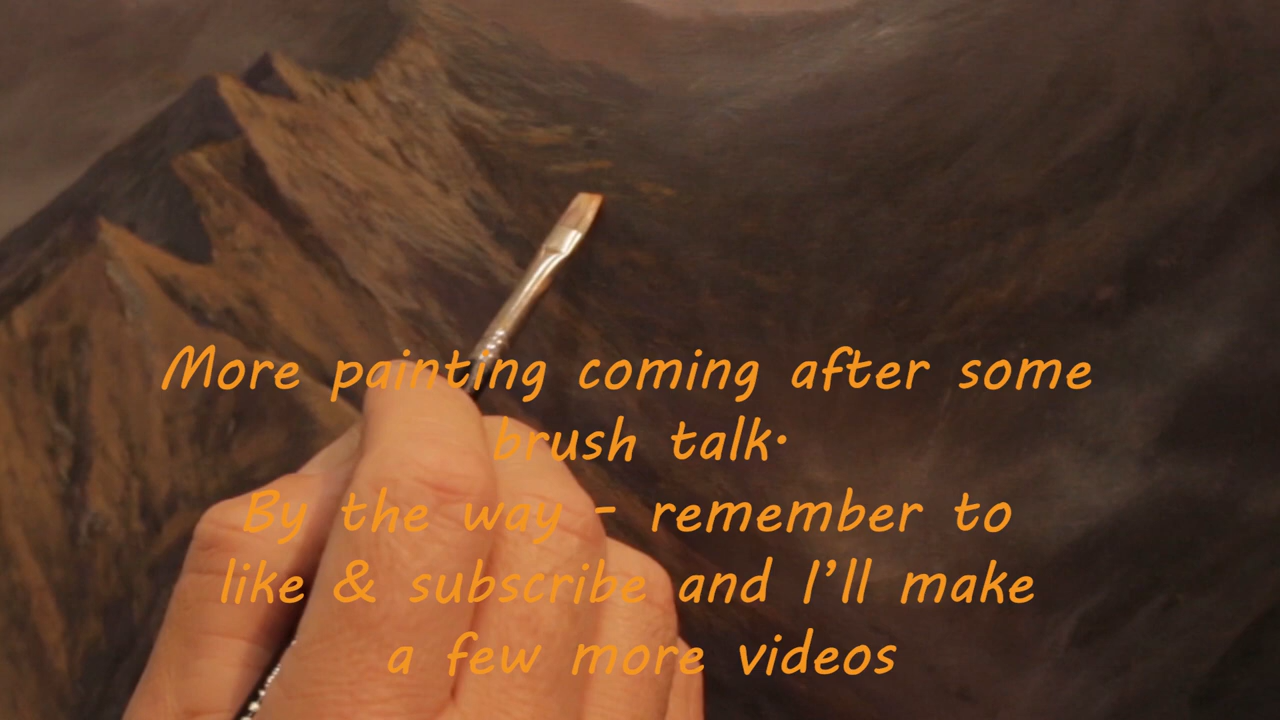 More painting coming after some
brush talk.
By the way - remember to
like & subscribe and I'll make
a few more videos